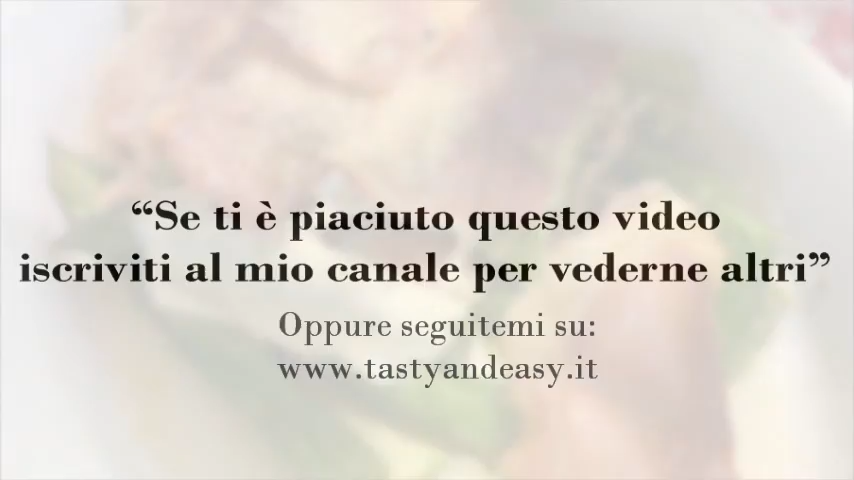 “Se ti è piaciuto questo video
iscriviti al mio canale per vederne altri”
Oppure seguitemi su:
www.tastyandeasy.it